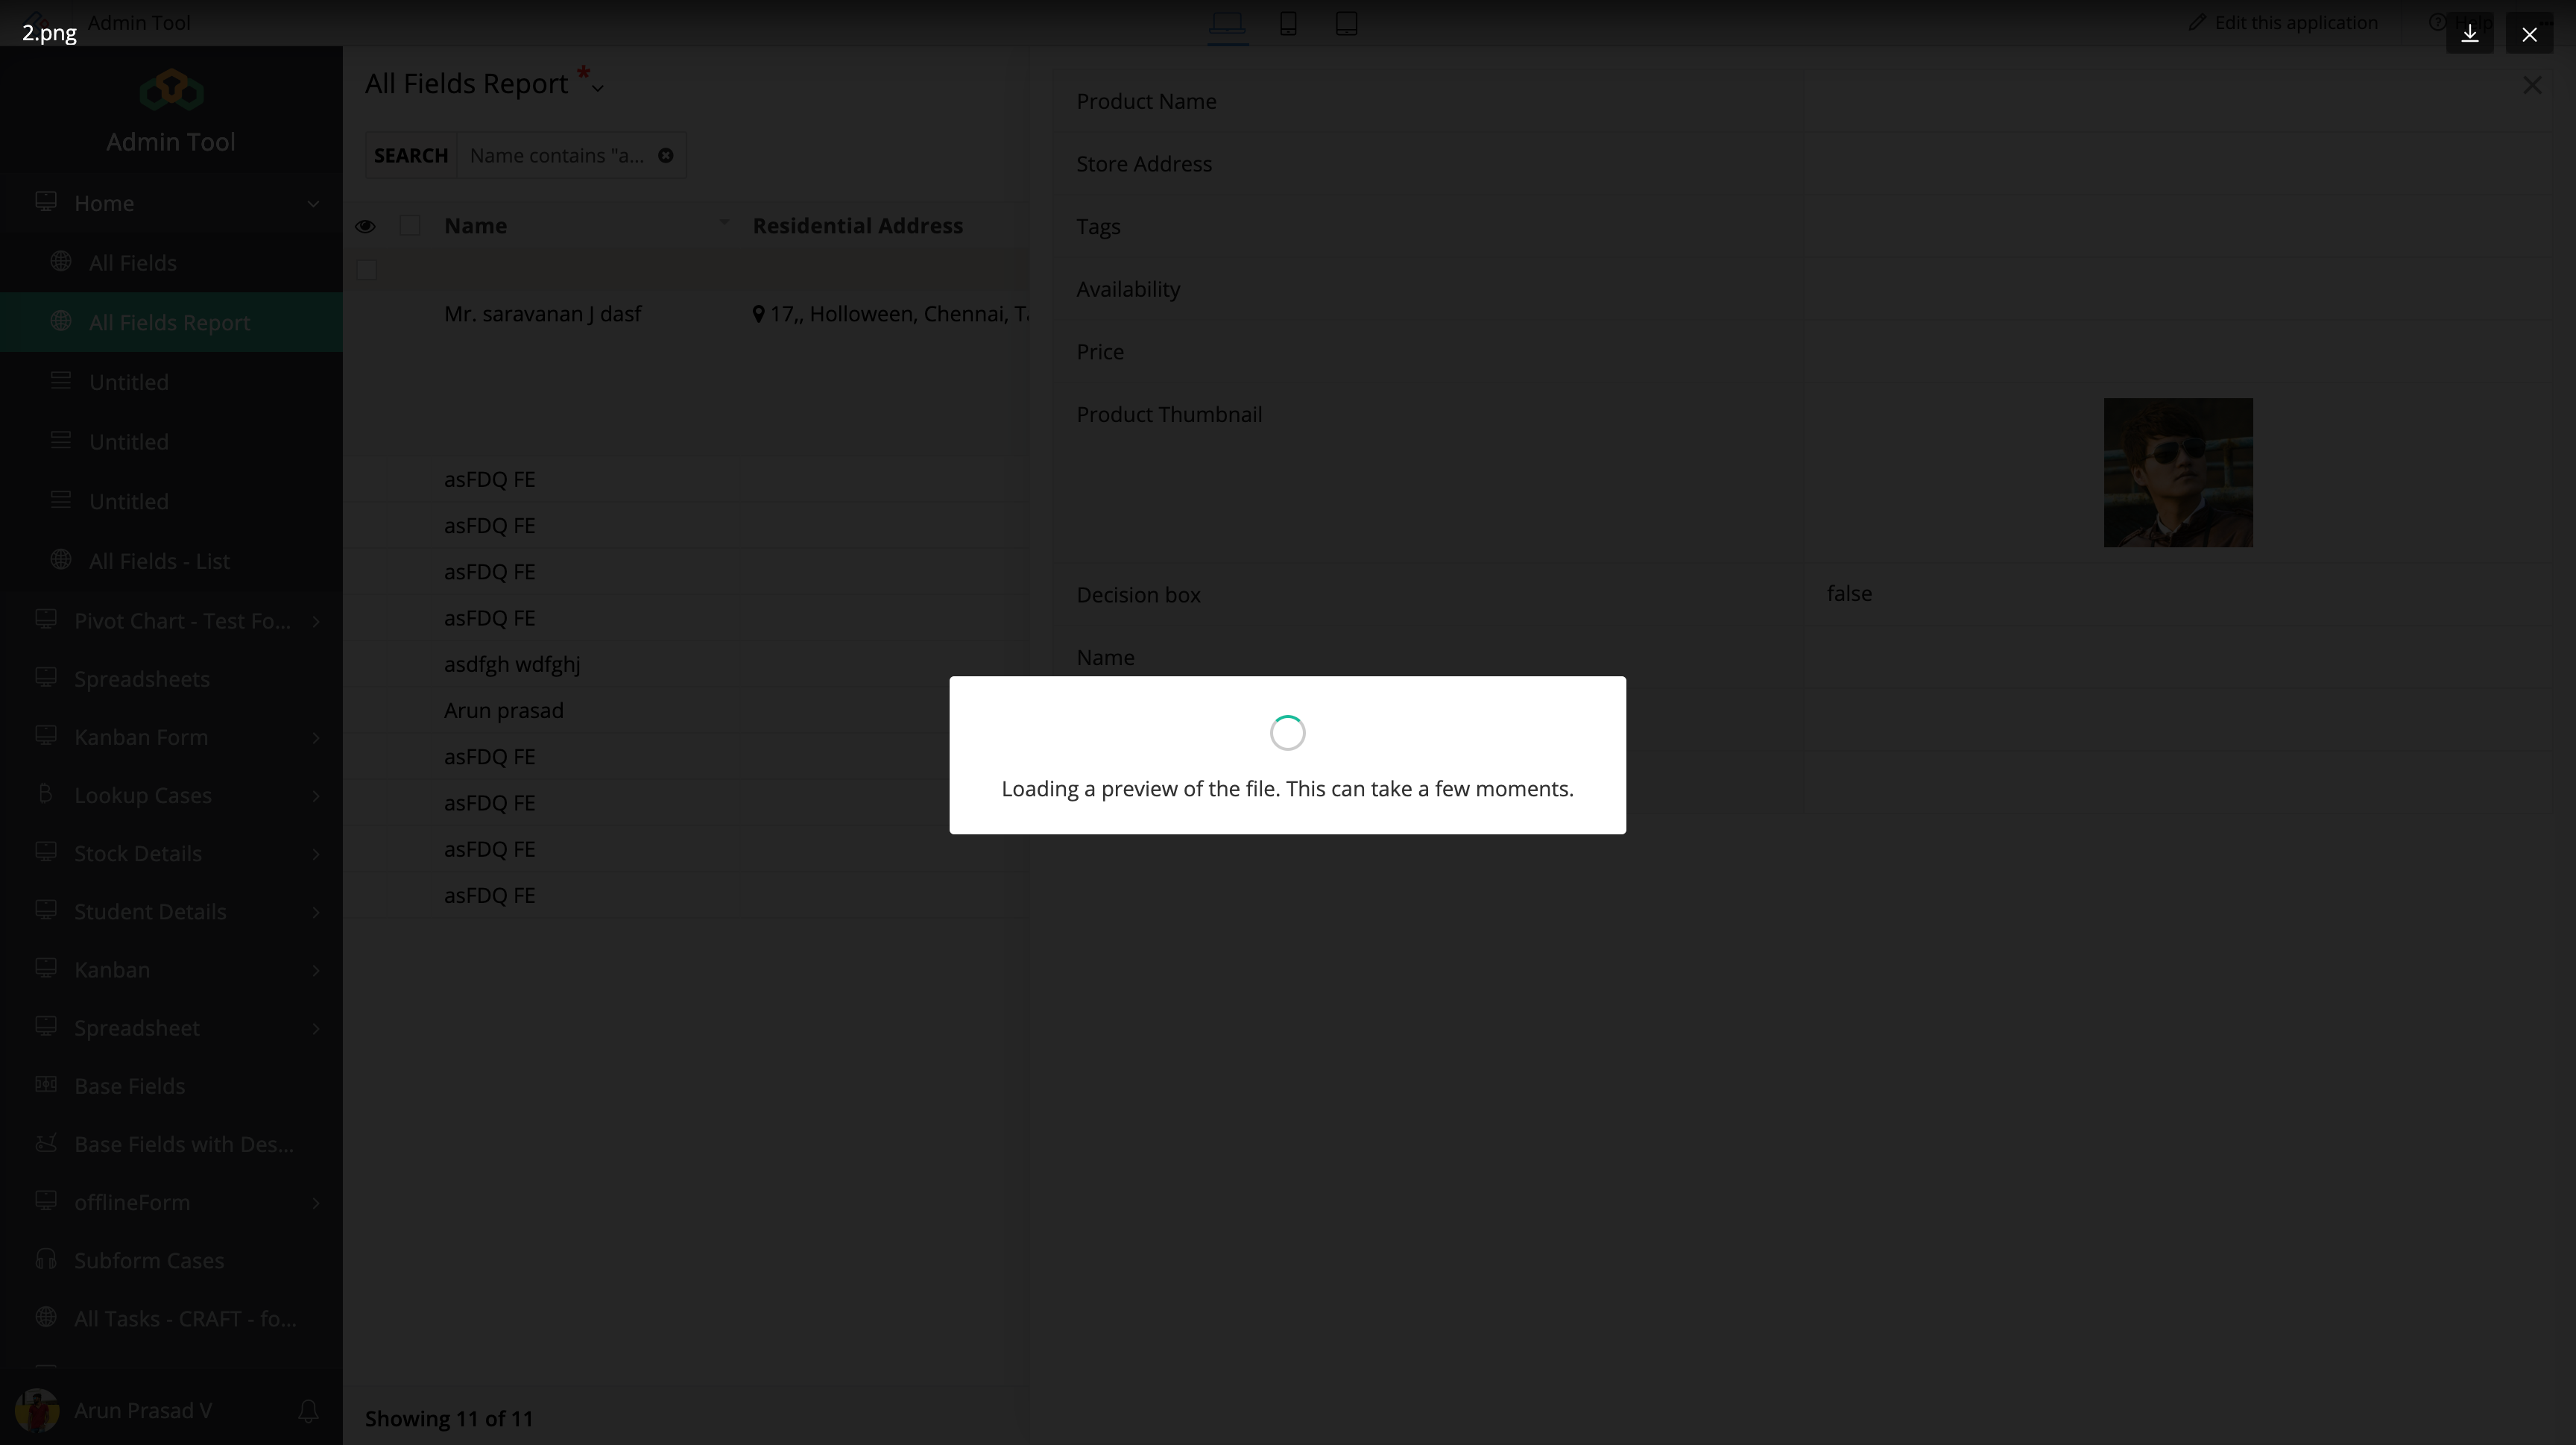 Admin Tool
Edit this application
Help
2.png
Admin Tool
Home
All Fields
All Fields Report
Untitled
Untitled
Untitled
All Fields - List
Pivot Chart - Test Fo...
Spreadsheets
Kanban Form
Lookup Cases
Stock Details
Student Details
Kanban
Spreadsheet
Base Fields
Base Fields with Des...
offlineForm
Subform Cases
All Tasks - CRAFT - fo...
Arun Prasad V
All Fields Report *
SEARCH Name contains "a...
Name Residential Address
Mr. saravanan J dasf 17,, Holloween, Chennai, Ta
asFDQ FE
asFDQ FE
asFDQ FE
asFDQ FE
asdfgh wdfghj
Arun prasad
asFDQ FE
asFDQ FE
asFDQ FE
asFDQ FE
Showing 11 of 11
Product Name
Store Address
Tags
Availability
Price
Product Thumbnail
Decision box false
Name
Loading a preview of the file. This can take a few moments.